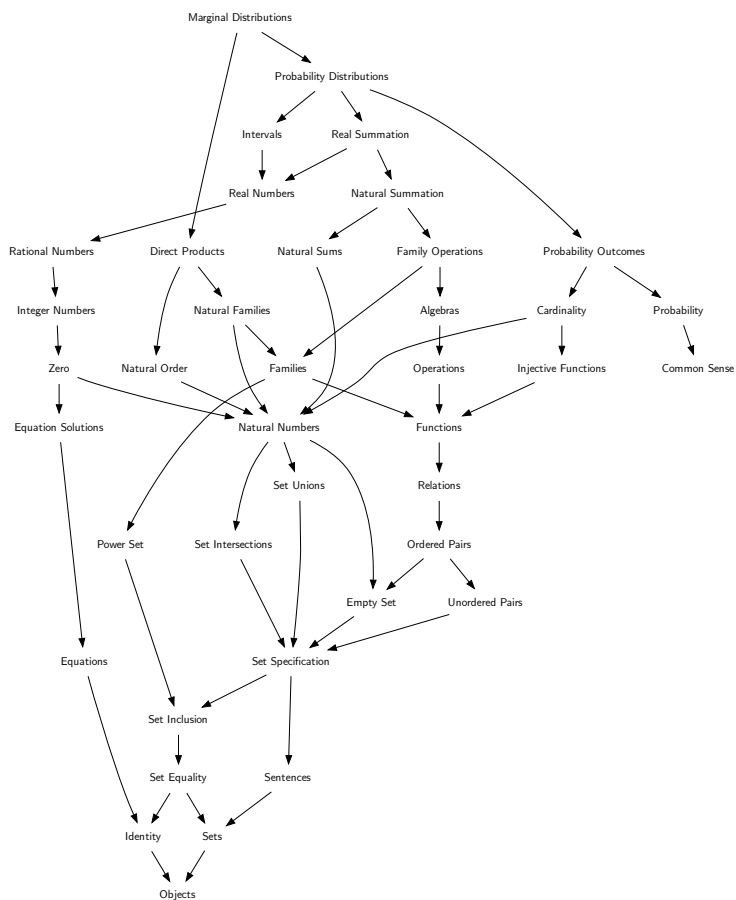 Marginal Distributions
Probability Distributions
Intervals
Real Summation
Real Numbers
Natural Summation
Rational Numbers
Direct Products
Natural Sums
Family Operations
Probability Outcomes
Integer Numbers
Natural Families
Algebras
Cardinality
Probability
Zero
Natural Order
Families
Operations
Injective Functions
Common Sense
Equation Solutions
Natural Numbers
Functions
Set Unions
Relations
Power Set
Set Intersections
Ordered Pairs
Empty Set
Unordered Pairs
Equations
Set Specification
Set Inclusion
Set Equality
Sentences
Identity
Sets
Objects